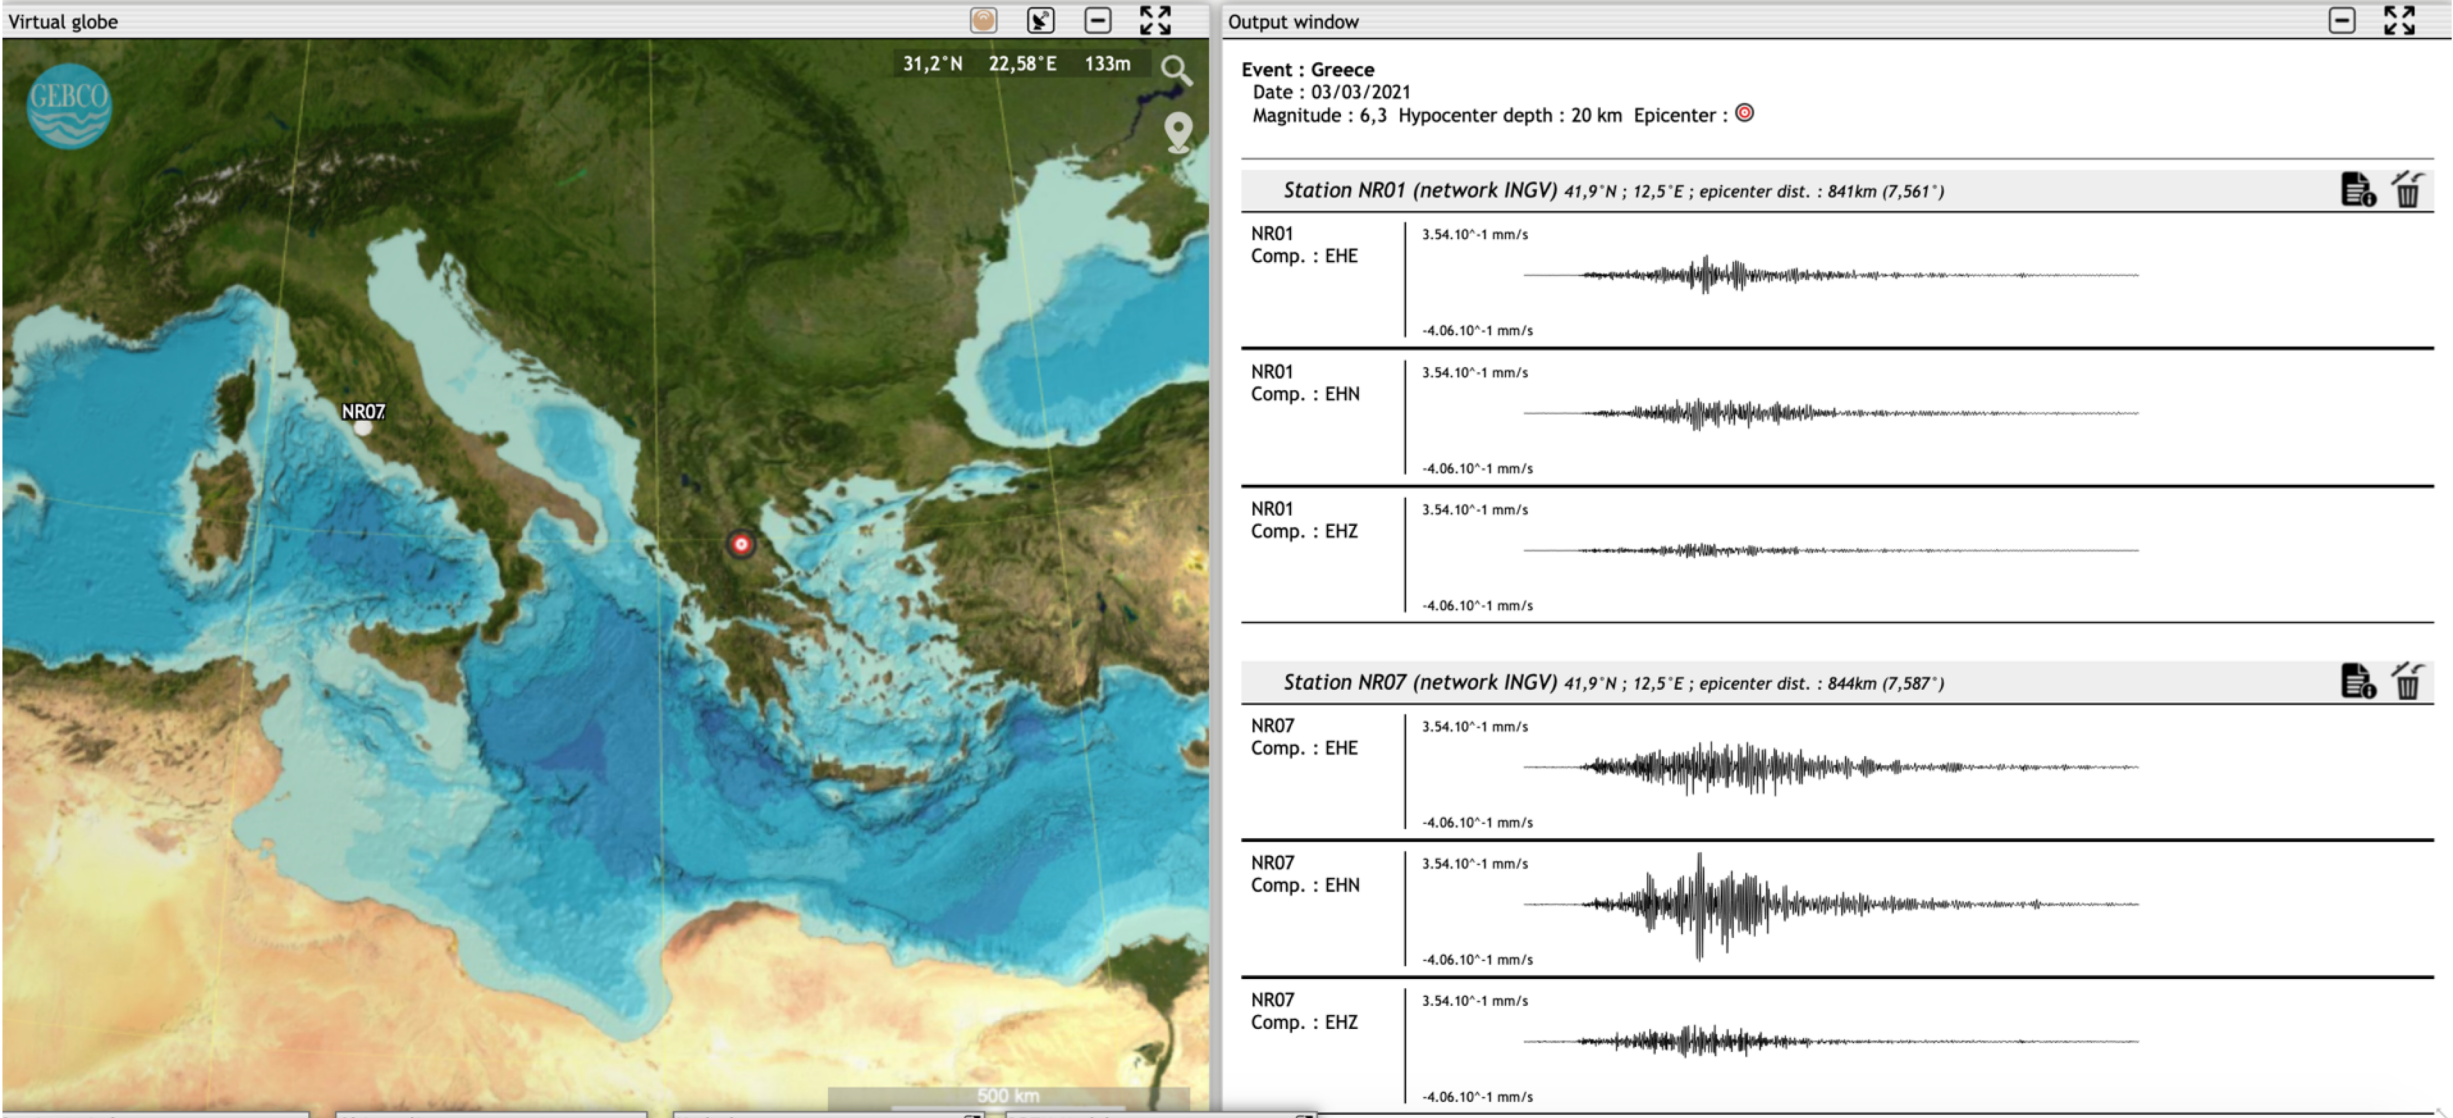 Virtual globe
31,2°N 22,58°E 133m
GEBCO
NR07
500 km
Output window
Event : Greece
Date : 03/03/2021
Magnitude : 6,3 Hypocenter depth : 20 km Epicenter :
Station NR01 (network INGV) 41,9°N ; 12,5°E ; epicenter dist. : 841km (7,561°)
NR01
Comp. : EHE
3.54.10^-1 mm/s
-4.06.10^-1 mm/s
NR01
Comp. : EHN
3.54.10^-1 mm/s
-4.06.10^-1 mm/s
NR01
Comp. : EHZ
3.54.10^-1 mm/s
-4.06.10^-1 mm/s
Station NR07 (network INGV) 41,9°N ; 12,5°E ; epicenter dist. : 844km (7,587°)
NR07
Comp. : EHE
3.54.10^-1 mm/s
-4.06.10^-1 mm/s
NR07
Comp. : EHN
3.54.10^-1 mm/s
-4.06.10^-1 mm/s
NR07
Comp. : EHZ
3.54.10^-1 mm/s
-4.06.10^-1 mm/s